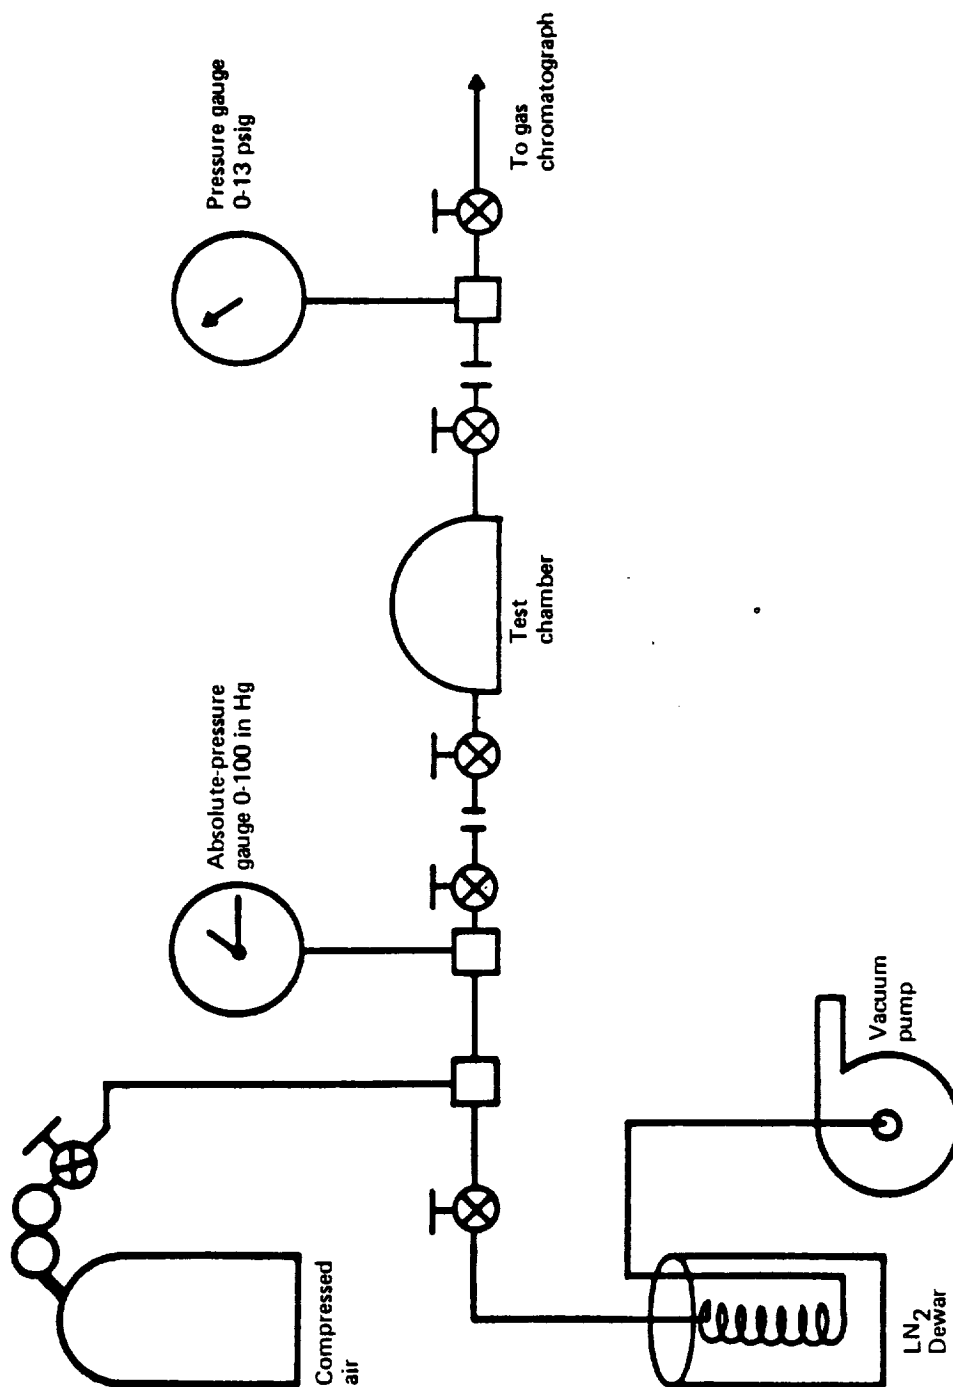 Compressed
air
Absolute-pressure
gauge 0-100 in Hg
Pressure gauge
0-13 psig
Test
chamber
To gas
chromatograph
LN2
Dewar
Vacuum
pump